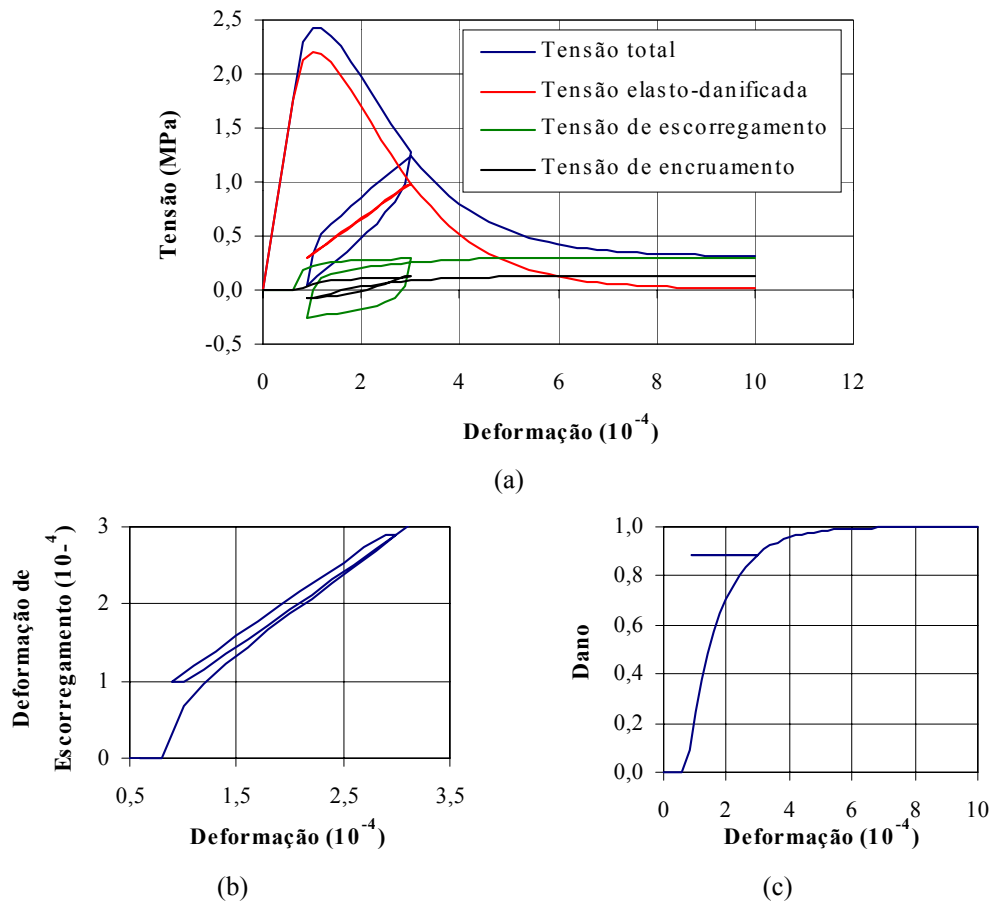 2,5
2,0
1,5
1,0
0,5
0,0
-0,5
Tensão (MPa)
Tensão total
Tensão elasto-danificada
Tensão de escorregamento
Tensão de encruamento
0 2 4 6 8 10 12
Deformação (10-4)
(a)
3
2
1
0
Deformação de
Escorregamento (10-4)
0,5 1,5 2,5 3,5
Deformação (10-4)
(b)
1,0
0,8
0,6
0,4
0,2
0,0
Dano
0 2 4 6 8 10
Deformação (10-4)
(c)